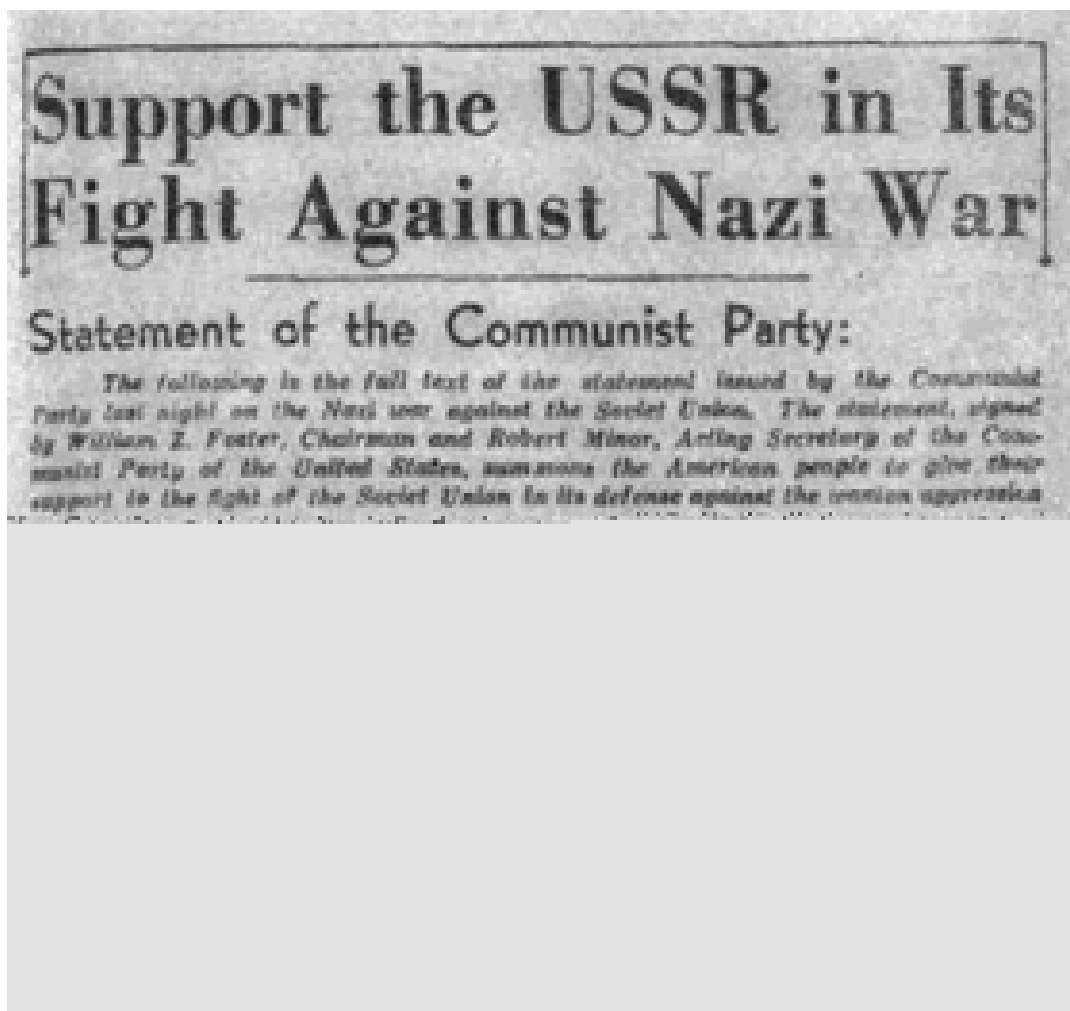 Support the USSR in Its
Fight Against Nazi War
Statement of the Communist Party:
The following is the full text of the statement issued by the Communist
Party last night on the Nazi war against the Soviet Union. The statement, signed
by William Z. Foster, Chairman and Robert Minor, Acting Secretary of the Com-
munist Party of the United States, summons the American people to give their
support to the fight of the Soviet Union in its defense against the wanton aggression